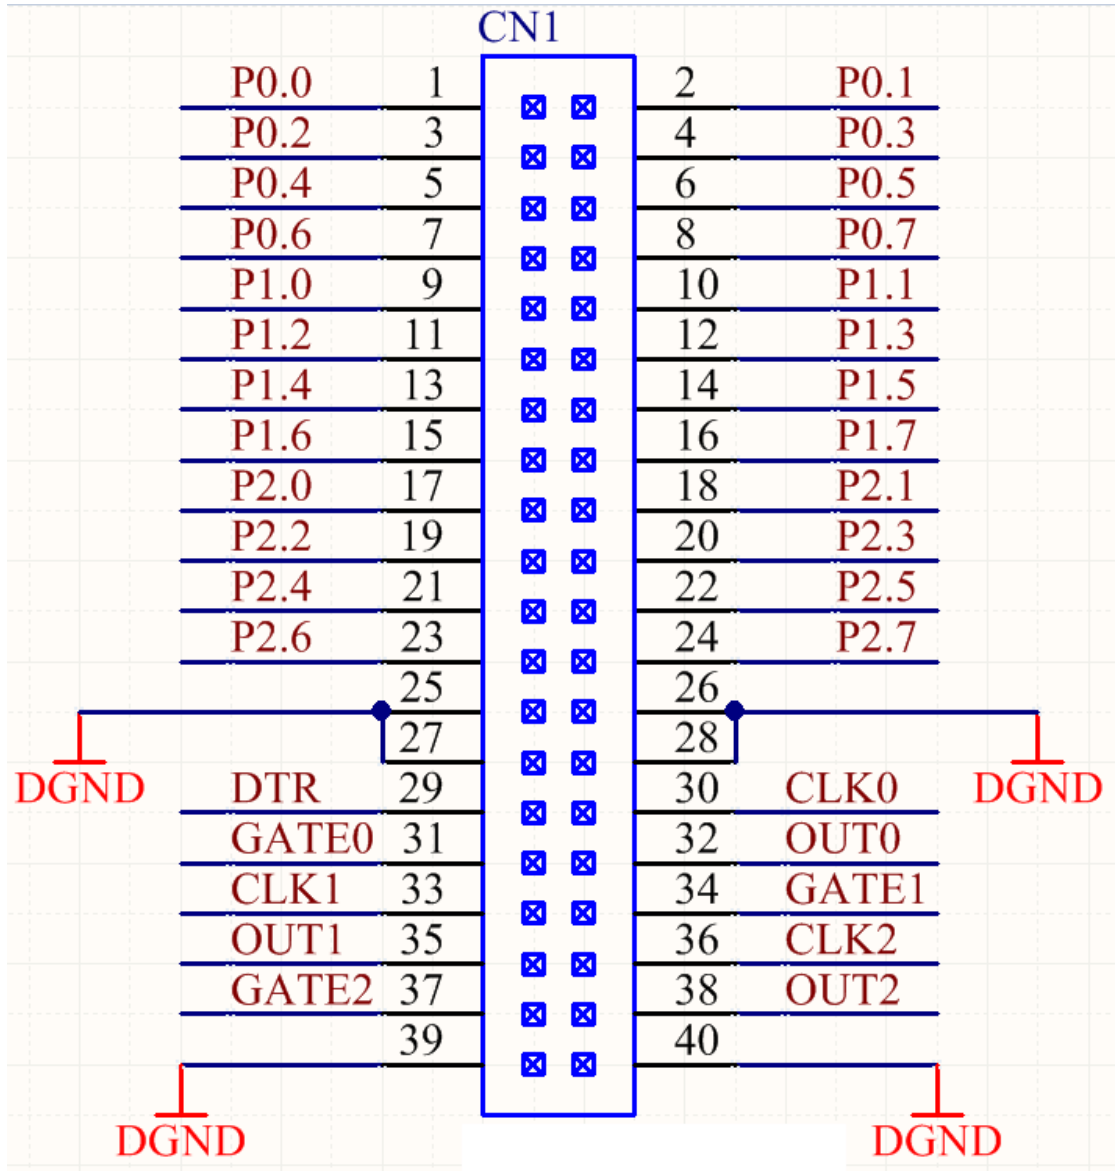 CN1
P0.0 1 2 P0.1
P0.2 3 4 P0.3
P0.4 5 6 P0.5
P0.6 7 8 P0.7
P1.0 9 10 P1.1
P1.2 11 12 P1.3
P1.4 13 14 P1.5
P1.6 15 16 P1.7
P2.0 17 18 P2.1
P2.2 19 20 P2.3
P2.4 21 22 P2.5
P2.6 23 24 P2.7
25 26
27 28
DGND DTR 29 30 CLK0 DGND
GATE0 31 32 OUT0
CLK1 33 34 GATE1
OUT1 35 36 CLK2
GATE2 37 38 OUT2
39 40
DGND DGND